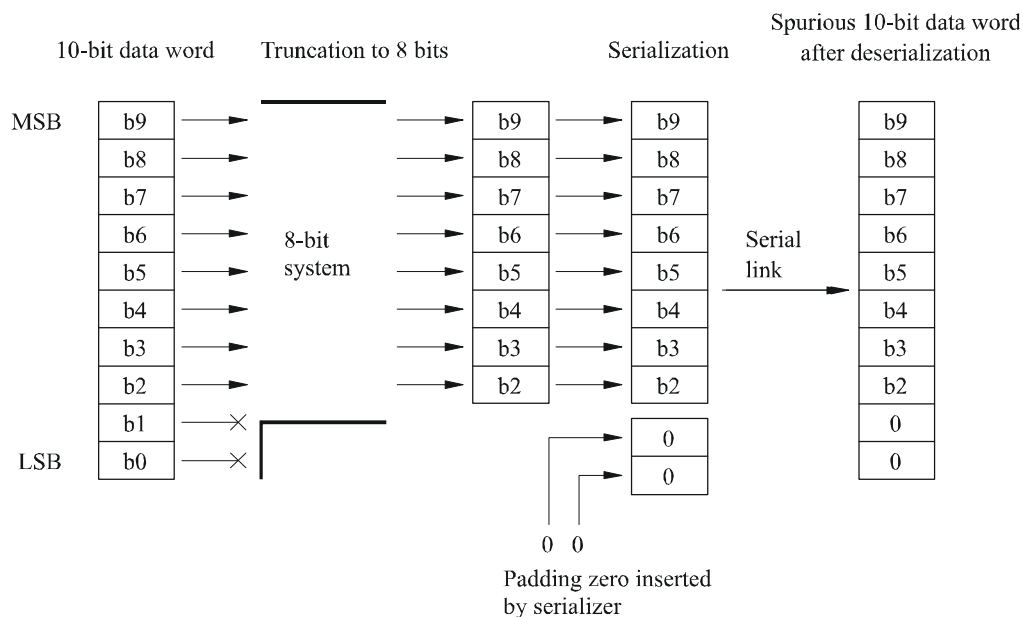 10-bit data word
Truncation to 8 bits
Serialization
Spurious 10-bit data word
after deserialization
MSB
b9
b8
b7
b6
b5
b4
b3
b2
b1
LSB
b0
8-bit
system
b9
b8
b7
b6
b5
b4
b3
b2
b9
b8
b7
b6
b5
b4
b3
b2
0
0
0 0
Padding zero inserted
by serializer
Serial
link
b9
b8
b7
b6
b5
b4
b3
b2
0
0